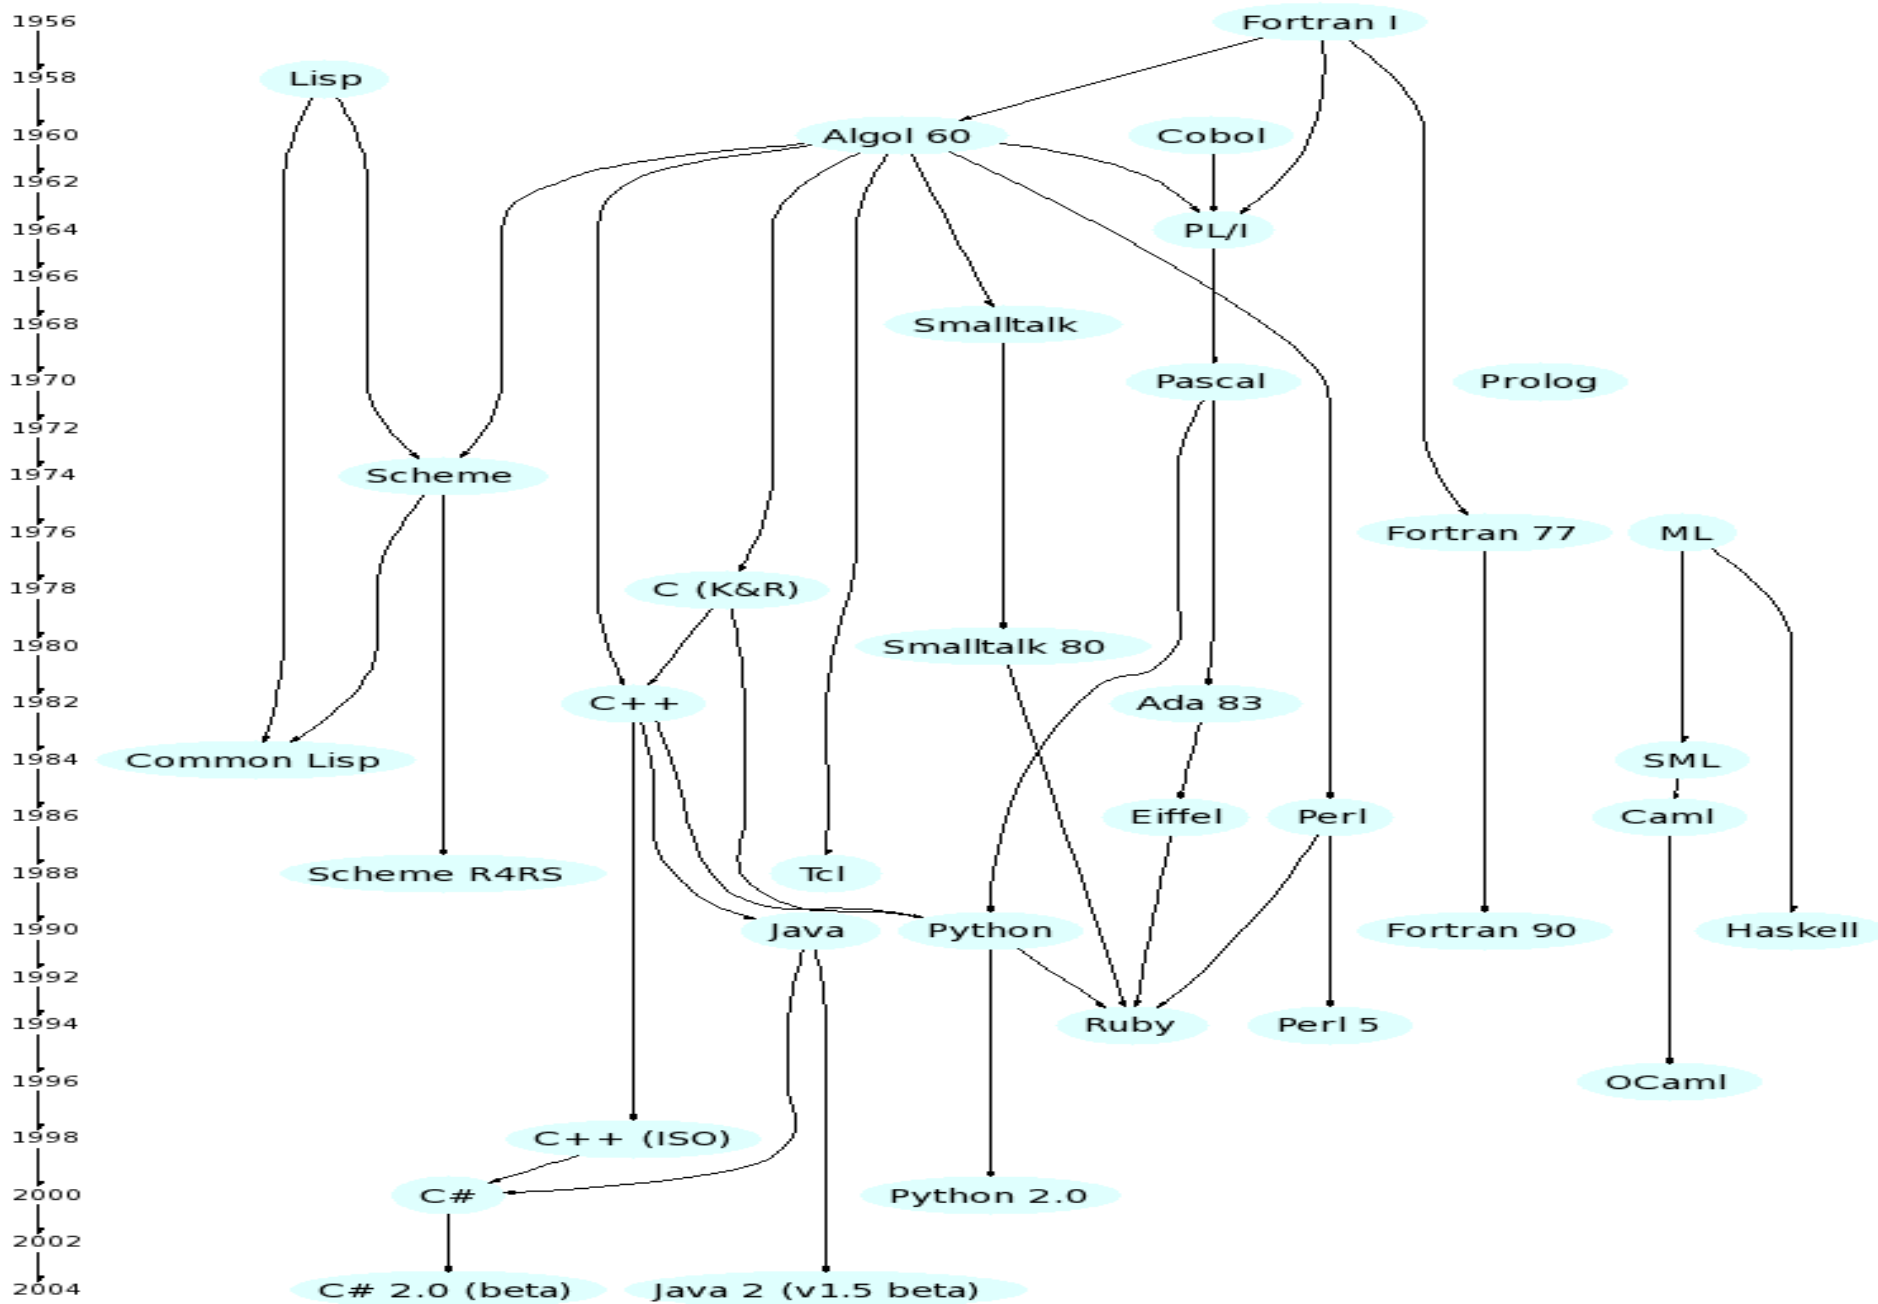 1956 Fortran I
1958 Lisp
1960 Algol 60 Cobol
1962
1964 PL/I
1966
1968 Smalltalk
1970 Pascal Prolog
1972
1974 Scheme
1976 Fortran 77 ML
1978 C (K&R)
1980 Smalltalk 80
1982 C++ Ada 83
1984 Common Lisp SML
1986 Eiffel Perl Caml
1988 Scheme R4RS Tcl
1990 Java Python Fortran 90 Haskell
1992
1994 Ruby Perl 5
1996 OCaml
1998 C++ (ISO)
2000 C# Python 2.0
2002
2004 C# 2.0 (beta) Java 2 (v1.5 beta)